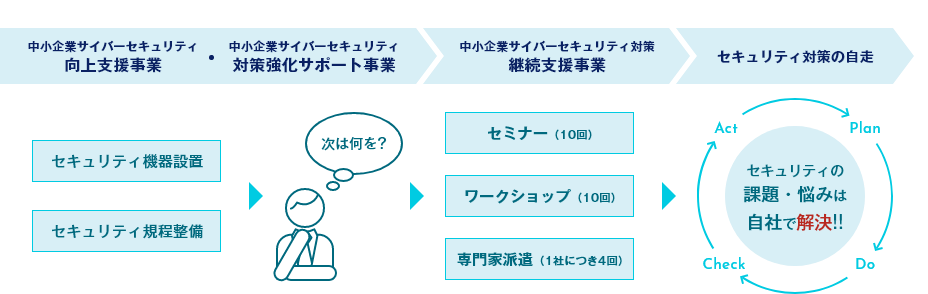 中小企業サイバーセキュリティ
向上支援事業
・
中小企業サイバーセキュリティ
対策強化サポート事業
中小企業サイバーセキュリティ対策
継続支援事業
セキュリティ対策の自走
セキュリティ機器設置
セキュリティ規程整備
次は何を?
セミナー（10回）
ワークショップ（10回）
専門家派遣（1社につき4回）
Act
Plan
セキュリティの
課題・悩みは
自社で解決!!
Check
Do